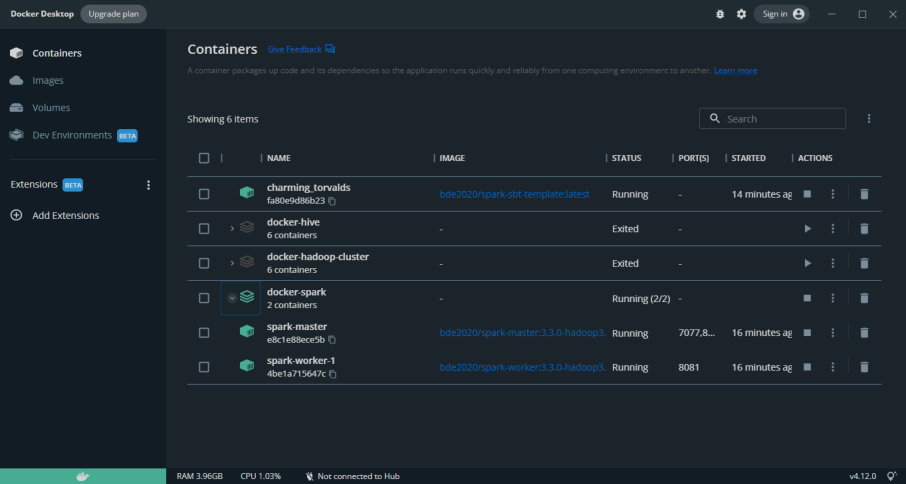 Docker Desktop Upgrade plan Sign in
Containers
Images
Volumes
Dev Environments BETA
Extensions BETA
Add Extensions
Containers Give Feedback
A container packages up code and its dependencies so the application runs quickly and reliably from one computing environment to another. Learn more
Showing 6 items Search
NAME IMAGE STATUS PORT(S) STARTED ACTIONS
charming_torvalds
fa80e9d86b23 bde2020/spark-sbt-template:latest Running - 14 minutes ag
docker-hive
6 containers - Exited -
docker-hadoop-cluster
6 containers - Exited -
docker-spark
2 containers - Running (2/2) -
spark-master
e8c1e88ece5b bde2020/spark-master:3.3.0-hadoop3. Running 7077,8... 16 minutes ag
spark-worker-1
4be1a715647c bde2020/spark-worker:3.3.0-hadoop3. Running 8081 16 minutes ag
RAM 3.96GB CPU 1.03% Not connected to Hub v4.12.0